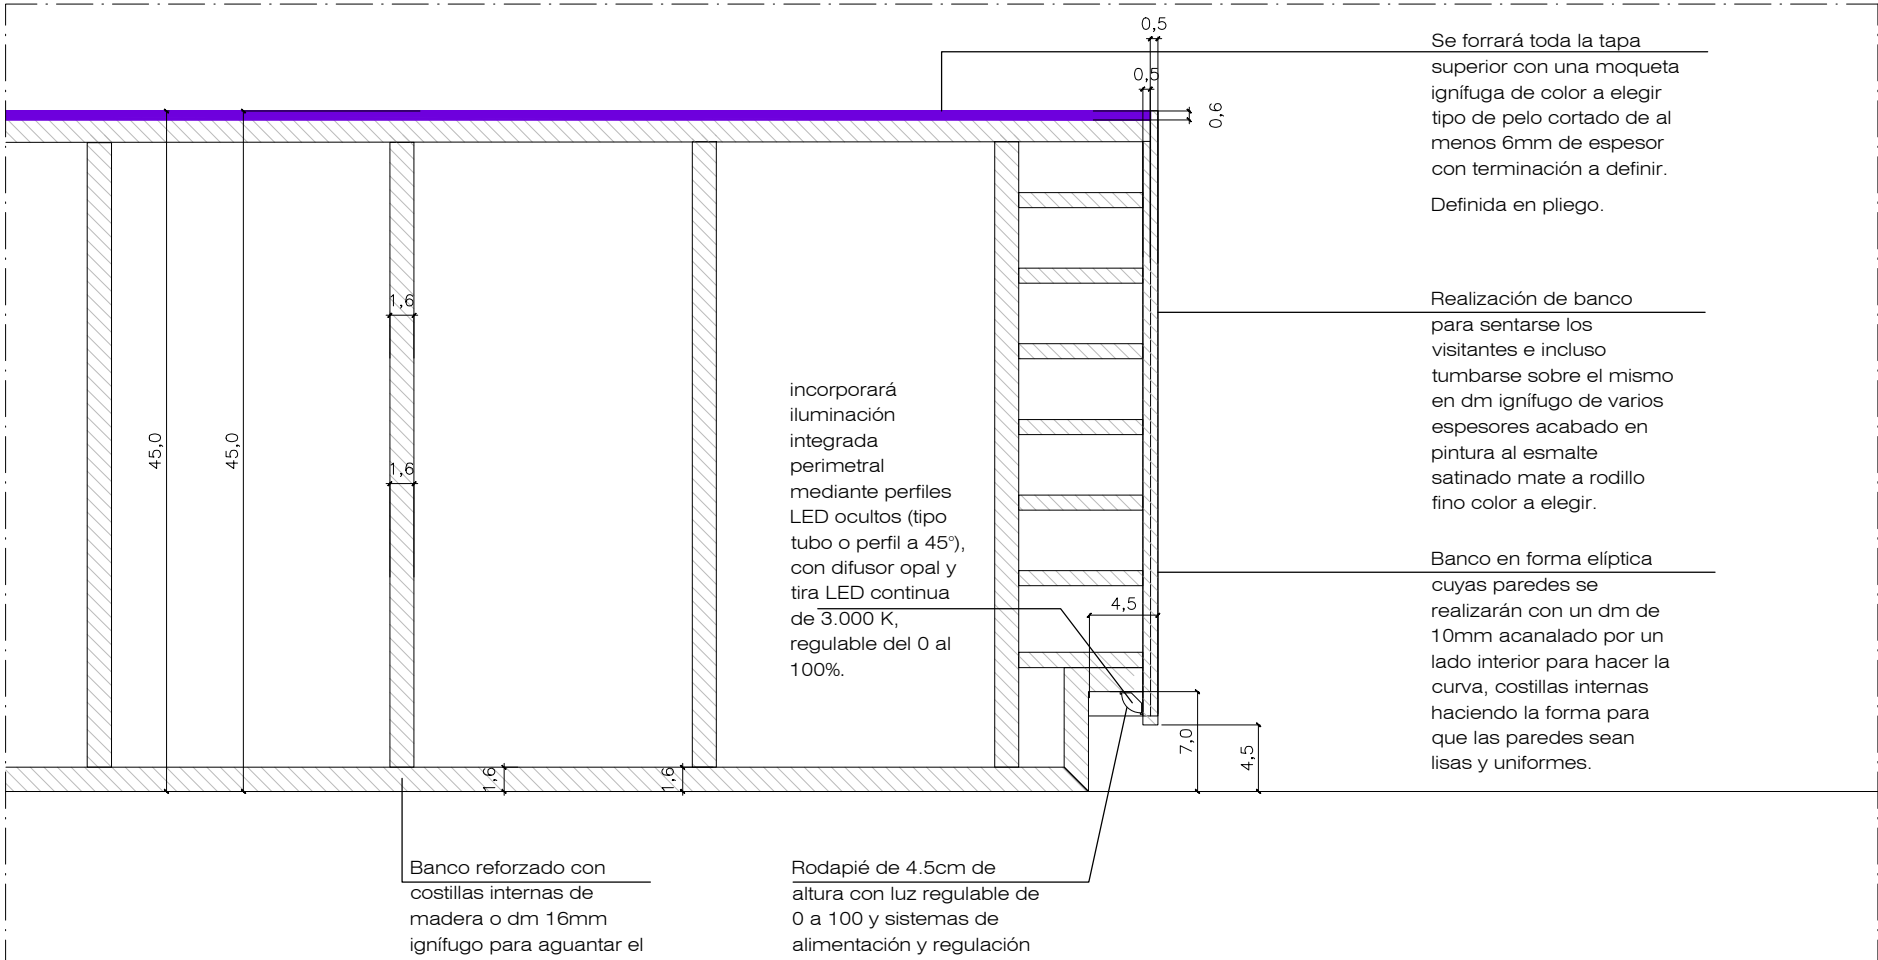 0,5
Se forrará toda la tapa
superior con una moqueta
ignífuga de color a elegir
tipo de pelo cortado de al
menos 6mm de espesor
con terminación a definir.
Definida en pliego.
0,5
0,6
Realización de banco
para sentarse los
visitantes e incluso
tumbarse sobre el mismo
en dm ignífugo de varios
espesores acabado en
pintura al esmalte
satinado mate a rodillo
fino color a elegir.
1,6
45,0
45,0
1,6
incorporará
iluminación
integrada
perimetral
mediante perfiles
LED ocultos (tipo
tubo o perfil a 45°),
con difusor opal y
tira LED continua
de 3.000 K,
regulable del 0 al
100%.
Banco en forma elíptica
cuyas paredes se
realizarán con un dm de
10mm acanalado por un
lado interior para hacer la
curva, costillas internas
haciendo la forma para
que las paredes sean
lisas y uniformes.
4,5
7,0
4,5
1,6
1,6
Banco reforzado con
costillas internas de
madera o dm 16mm
ignífugo para aguantar el
Rodapié de 4.5cm de
altura con luz regulable de
0 a 100 y sistemas de
alimentación y regulación